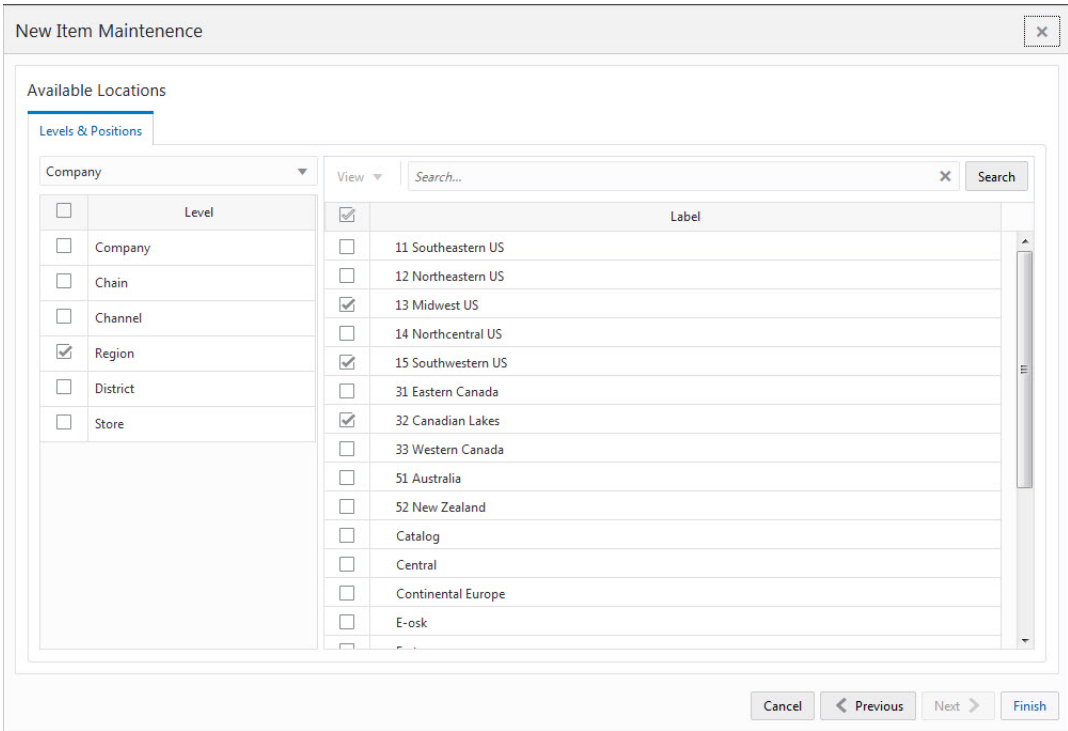 New Item Maintenence
Available Locations
Levels & Positions
Company
View
Search...
Search
Level
Company
Chain
Channel
Region
District
Store
Label
11 Southeastern US
12 Northeastern US
13 Midwest US
14 Northcentral US
15 Southwestern US
31 Eastern Canada
32 Canadian Lakes
33 Western Canada
51 Australia
52 New Zealand
Catalog
Central
Continental Europe
E-osk
Cancel
Previous
Next
Finish